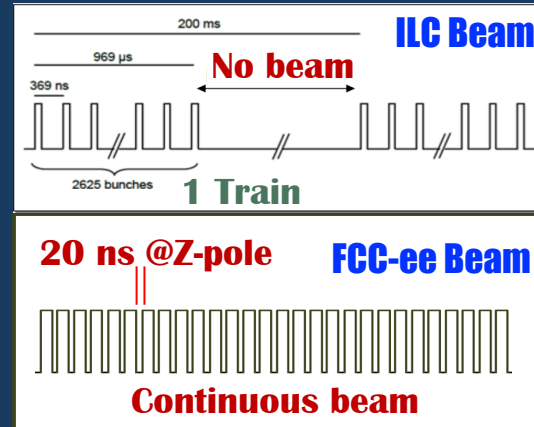 200 ms
ILC Beam
969 µs
No beam
369 ns
2625 bunches
1 Train
20 ns @Z-pole
FCC-ee Beam
Continuous beam